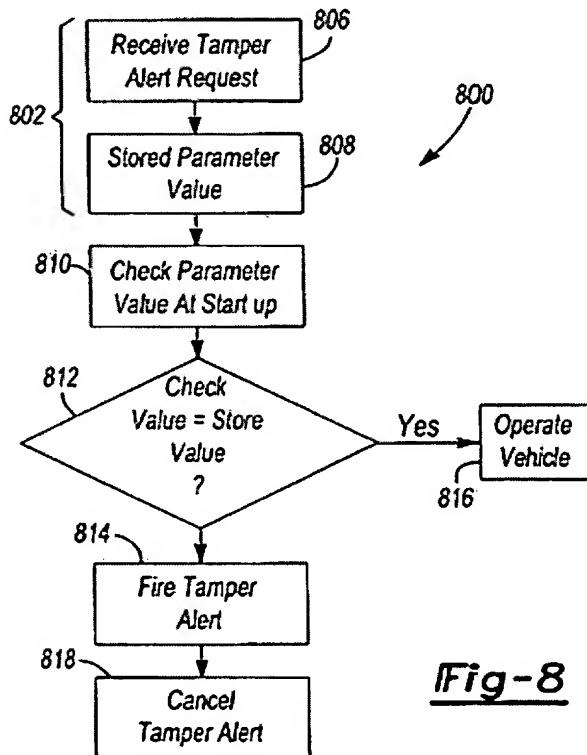 Receive Tamper
Alert Request
806
802
800
Stored Parameter
Value
808
810
Check Parameter
Value At Start up
812
Check
Value = Store
Value
?
Yes
Operate
Vehicle
816
814
Fire Tamper
Alert
818
Cancel
Tamper Alert
Fig-8